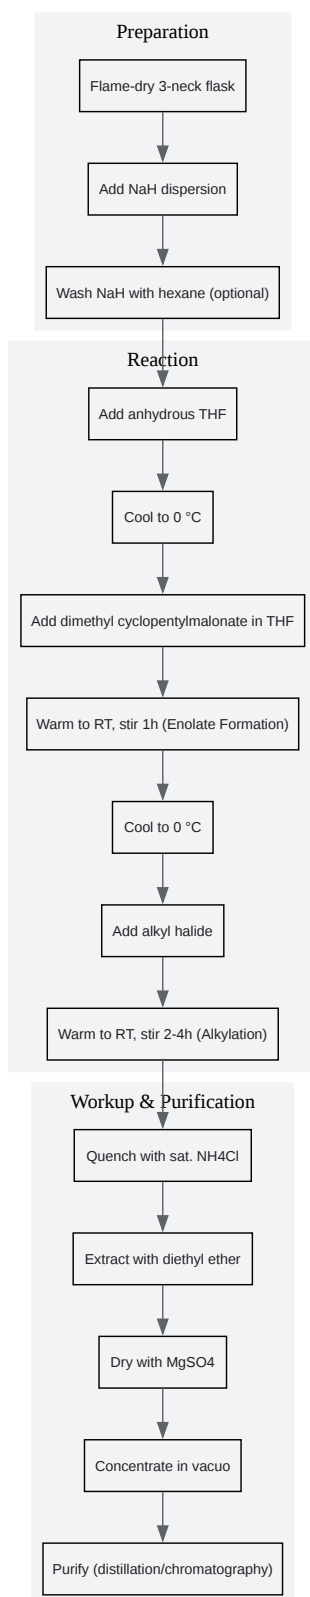 Preparation
Flame-dry 3-neck flask
Add NaH dispersion
Wash NaH with hexane (optional)
Reaction
Add anhydrous THF
Cool to 0 °C
Add dimethyl cyclopentylmalonate in THF
Warm to RT, stir 1h (Enolate Formation)
Cool to 0 °C
Add alkyl halide
Warm to RT, stir 2-4h (Alkylation)
Workup & Purification
Quench with sat. NH4Cl
Extract with diethyl ether
Dry with MgSO4
Concentrate in vacuo
Purify (distillation/chromatography)